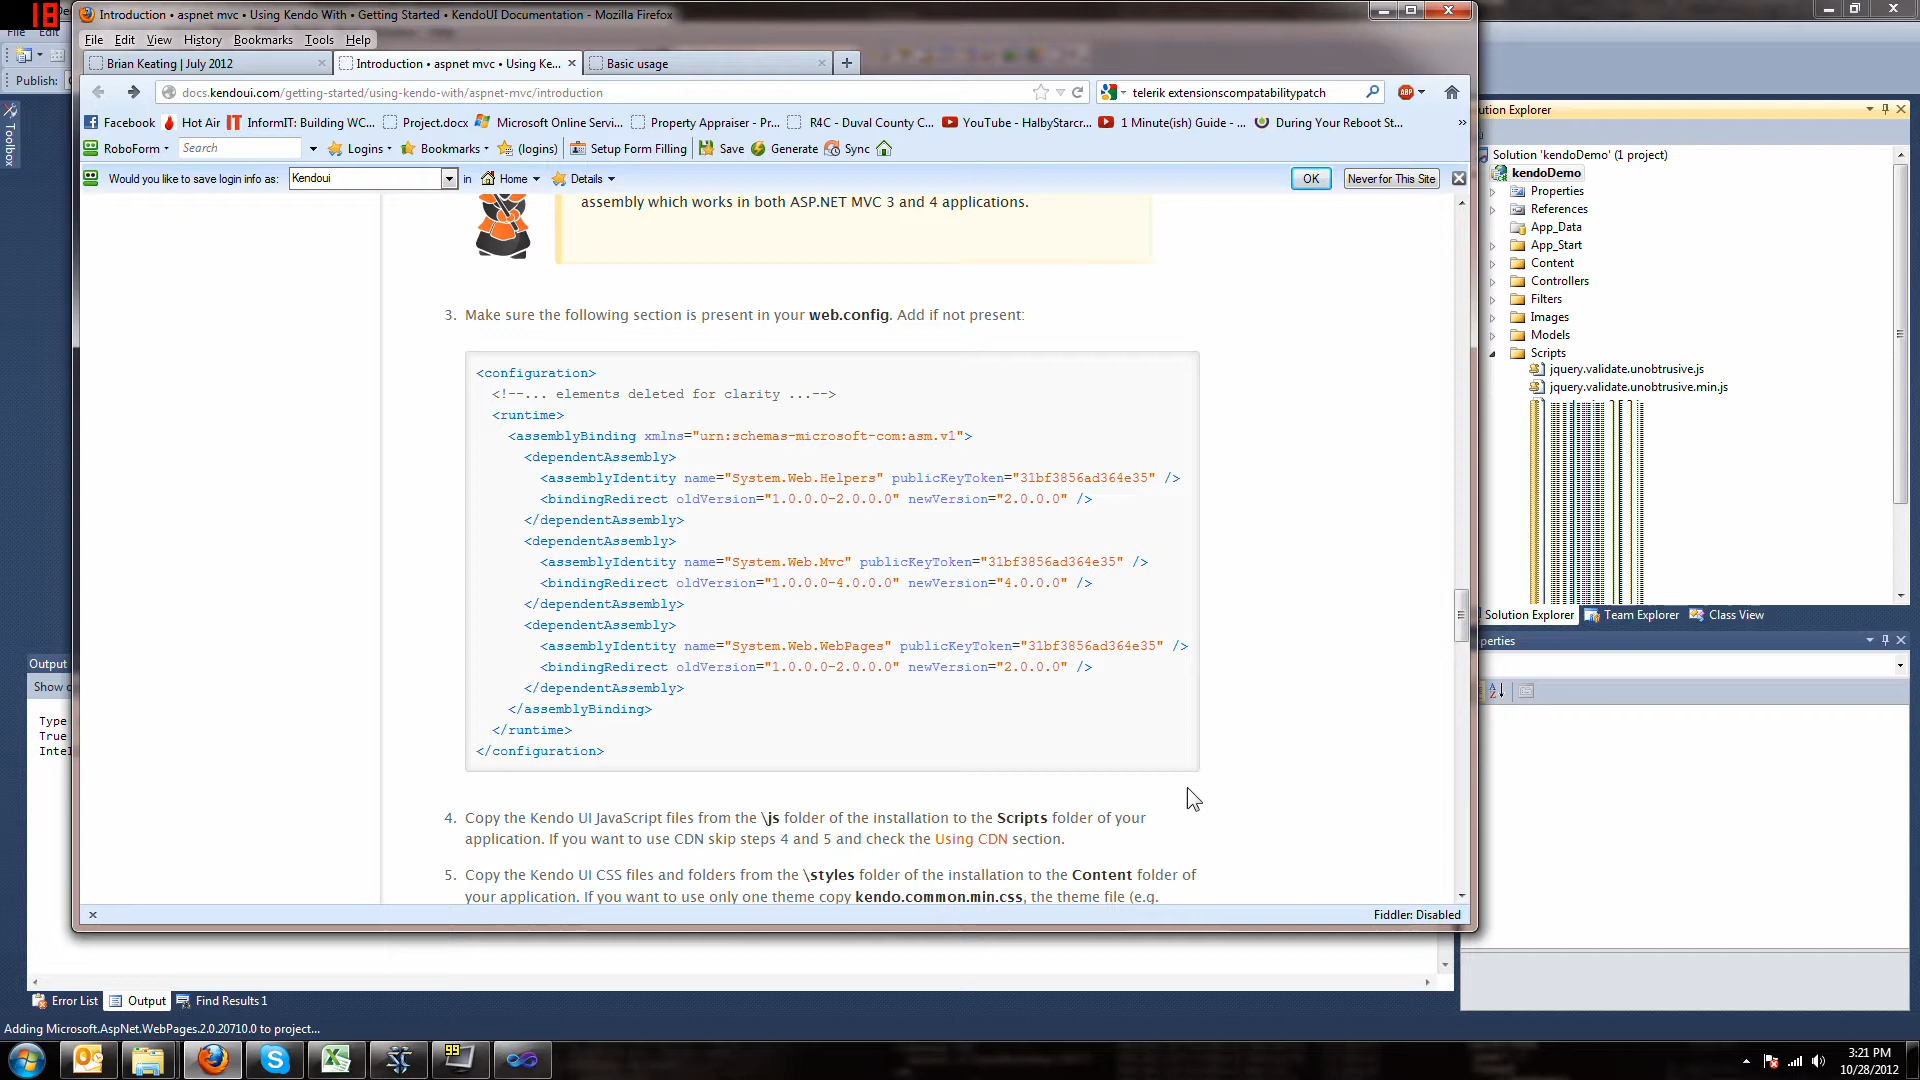 18
Introduction • aspnet mvc • Using Kendo With • Getting Started • KendoUI Documentation - Mozilla Firefox
File Edit View History Bookmarks Tools Help
Brian Keating | July 2012
Introduction • aspnet mvc • Using Ke...
Basic usage
docs.kendoui.com/getting-started/using-kendo-with/aspnet-mvc/introduction
telerik extensionscompatabilitypatch
ABP
Facebook Hot Air InformIT: Building WC... Project.docx Microsoft Online Servi... Property Appraiser - Pr... R4C - Duval County C... YouTube - HalbyStarcr... 1 Minute(ish) Guide - ... During Your Reboot St...
RoboForm Search Logins Bookmarks (logins) Setup Form Filling Save Generate Sync
Would you like to save login info as: Kendoui in Home Details OK Never for This Site
assembly which works in both ASP.NET MVC 3 and 4 applications.
3. Make sure the following section is present in your web.config. Add if not present:
<configuration>
<!--... elements deleted for clarity ...-->
<runtime>
<assemblyBinding xmlns="urn:schemas-microsoft-com:asm.v1">
<dependentAssembly>
<assemblyIdentity name="System.Web.Helpers" publicKeyToken="31bf3856ad364e35" />
<bindingRedirect oldVersion="1.0.0.0-2.0.0.0" newVersion="2.0.0.0" />
</dependentAssembly>
<dependentAssembly>
<assemblyIdentity name="System.Web.Mvc" publicKeyToken="31bf3856ad364e35" />
<bindingRedirect oldVersion="1.0.0.0-4.0.0.0" newVersion="4.0.0.0" />
</dependentAssembly>
<dependentAssembly>
<assemblyIdentity name="System.Web.WebPages" publicKeyToken="31bf3856ad364e35" />
<bindingRedirect oldVersion="1.0.0.0-2.0.0.0" newVersion="2.0.0.0" />
</dependentAssembly>
</assemblyBinding>
</runtime>
</configuration>
4. Copy the Kendo UI JavaScript files from the \js folder of the installation to the Scripts folder of your
application. If you want to use CDN skip steps 4 and 5 and check the Using CDN section.
5. Copy the Kendo UI CSS files and folders from the \styles folder of the installation to the Content folder of
your application. If you want to use only one theme copy kendo.common.min.css, the theme file (e.g.
Fiddler: Disabled
File Edit
Publish:
Toolbox
Output
Show o
Type
True
Intel
Error List Output Find Results 1
Adding Microsoft.AspNet.WebPages.2.0.20710.0 to project...
ution Explorer
Solution 'kendoDemo' (1 project)
kendoDemo
Properties
References
App_Data
App_Start
Content
Controllers
Filters
Images
Models
Scripts
jquery.validate.unobtrusive.js
jquery.validate.unobtrusive.min.js
Solution Explorer Team Explorer Class View
perties
99
3:21 PM
10/28/2012